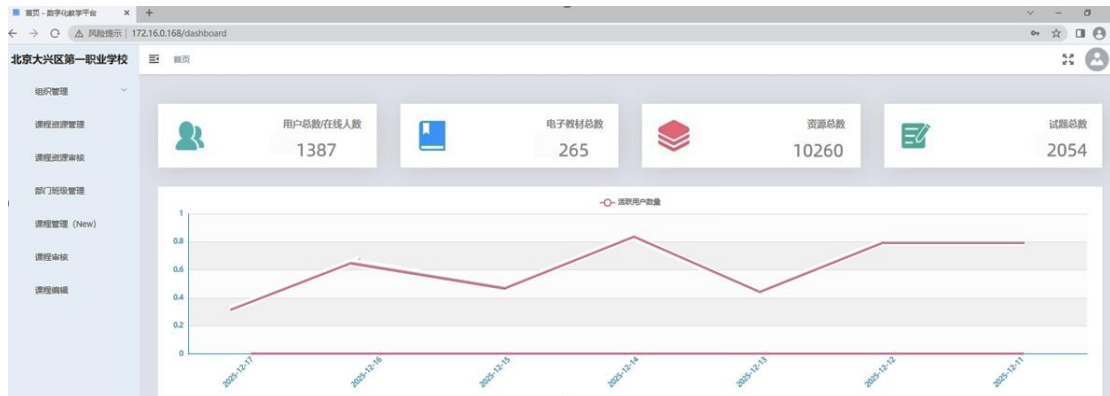 首页 - 数字化教学平台
风险提示 | 172.16.0.168/dashboard
北京大兴区第一职业学校
首页
组织管理
课程资源管理
课程资源审核
部门班级管理
课程管理（New）
课程审核
课程编辑
用户总数/在线人数
1387
电子教材总数
265
资源总数
10260
试题总数
2054
活跃用户数量
1
0.8
0.6
0.4
0.2
0
2025-12-17
2025-12-16
2025-12-15
2025-12-14
2025-12-13
2025-12-12
2025-12-11